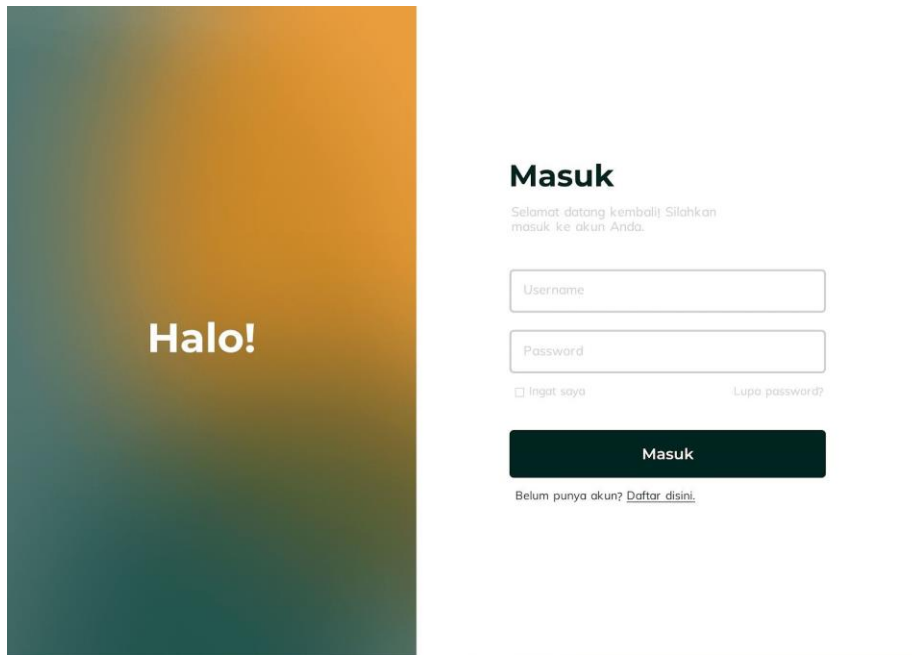 Halo!
Masuk
Selamat datang kembali! Silahkan
masuk ke akun Anda.
Username
Password
Ingat saya
Lupa password?
Masuk
Belum punya akun? Daftar disini.